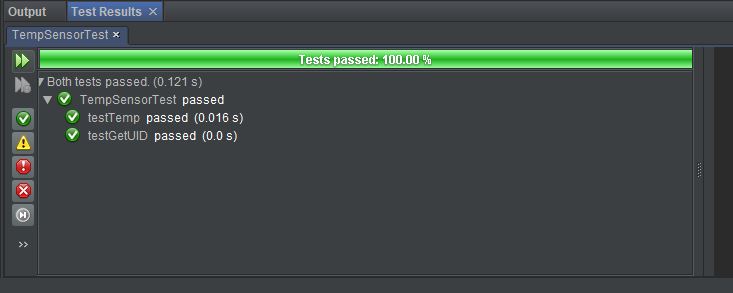 Output Test Results ×
TempSensorTest ×
Tests passed: 100.00 %
Both tests passed. (0.121 s)
TempSensorTest passed
testTemp passed (0.016 s)
testGetUID passed (0.0 s)
>>